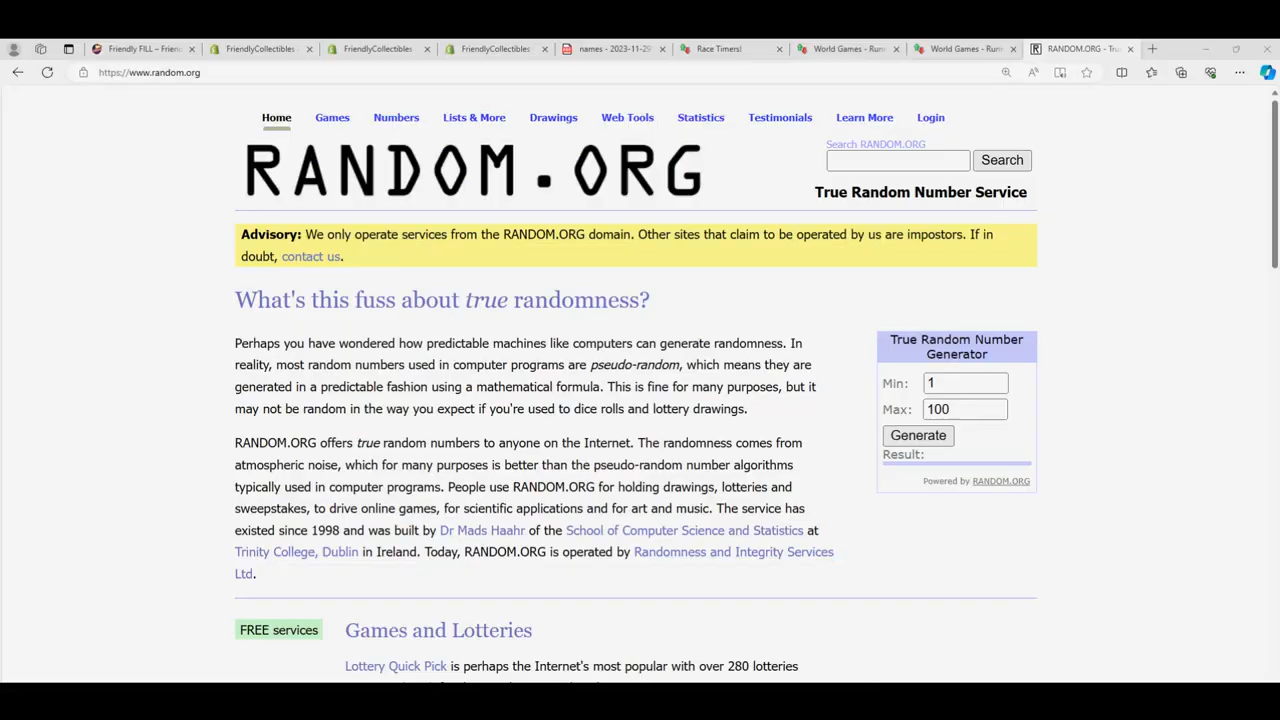 Friendly FILL – Frien
FriendlyCollectibles
FriendlyCollectibles
FriendlyCollectibles
names - 2023-11-29
Race Timers!
World Games - Run
World Games - Run
RANDOM.ORG - Tru
https://www.random.org
Home
Games
Numbers
Lists & More
Drawings
Web Tools
Statistics
Testimonials
Learn More
Login
RANDOM.ORG
Search RANDOM.ORG
Search
True Random Number Service
Advisory: We only operate services from the RANDOM.ORG domain. Other sites that claim to be operated by us are impostors. If in
doubt, contact us.
What's this fuss about true randomness?
Perhaps you have wondered how predictable machines like computers can generate randomness. In
reality, most random numbers used in computer programs are pseudo-random, which means they are
generated in a predictable fashion using a mathematical formula. This is fine for many purposes, but it
may not be random in the way you expect if you're used to dice rolls and lottery drawings.
RANDOM.ORG offers true random numbers to anyone on the Internet. The randomness comes from
atmospheric noise, which for many purposes is better than the pseudo-random number algorithms
typically used in computer programs. People use RANDOM.ORG for holding drawings, lotteries and
sweepstakes, to drive online games, for scientific applications and for art and music. The service has
existed since 1998 and was built by Dr Mads Haahr of the School of Computer Science and Statistics at
Trinity College, Dublin in Ireland. Today, RANDOM.ORG is operated by Randomness and Integrity Services
Ltd.
True Random Number
Generator
Min: 1
Max: 100
Generate
Result:
Powered by RANDOM.ORG
FREE services
Games and Lotteries
Lottery Quick Pick is perhaps the Internet's most popular with over 280 lotteries